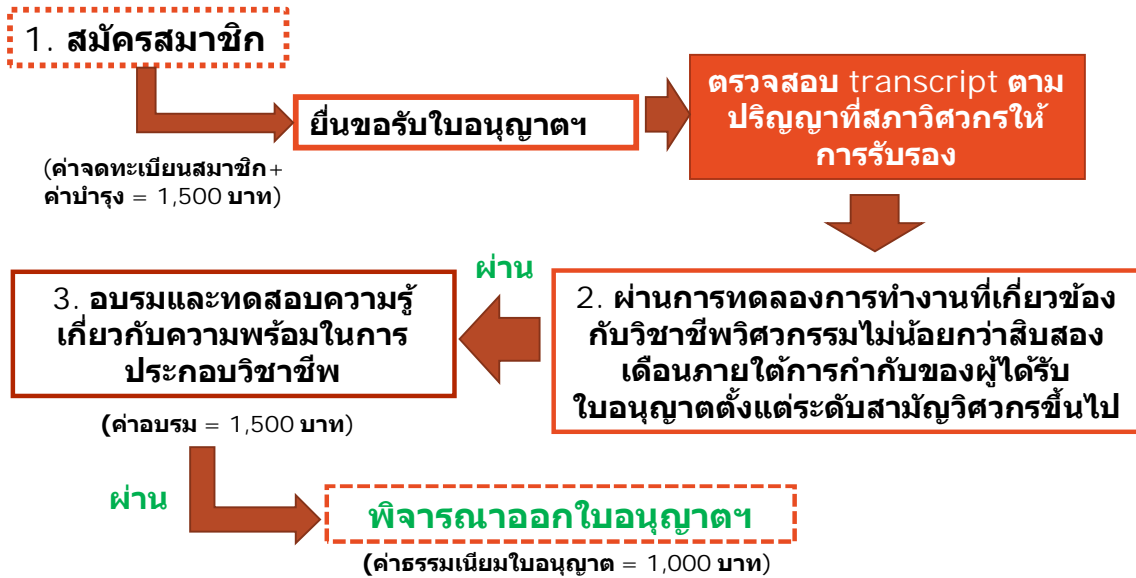 1. สมัครสมาชิก
ยื่นขอรับใบอนุญาตฯ
(ค่าจดทะเบียนสมาชิก+
ค่าบำรุง = 1,500 บาท)
ตรวจสอบ transcript ตาม
ปริญญาที่สภาวิศวกรให้
การรับรอง
2. ผ่านการทดลองการทำงานที่เกี่ยวข้อง
กับวิชาชีพวิศวกรรมไม่น้อยกว่าสิบสอง
เดือนภายใต้การกำกับของผู้ได้รับ
ใบอนุญาตตั้งแต่ระดับสามัญวิศวกรขึ้นไป
ผ่าน
3. อบรมและทดสอบความรู้
เกี่ยวกับความพร้อมในการ
ประกอบวิชาชีพ
(ค่าอบรม = 1,500 บาท)
ผ่าน
พิจารณาออกใบอนุญาตฯ
(ค่าธรรมเนียมใบอนุญาต = 1,000 บาท)